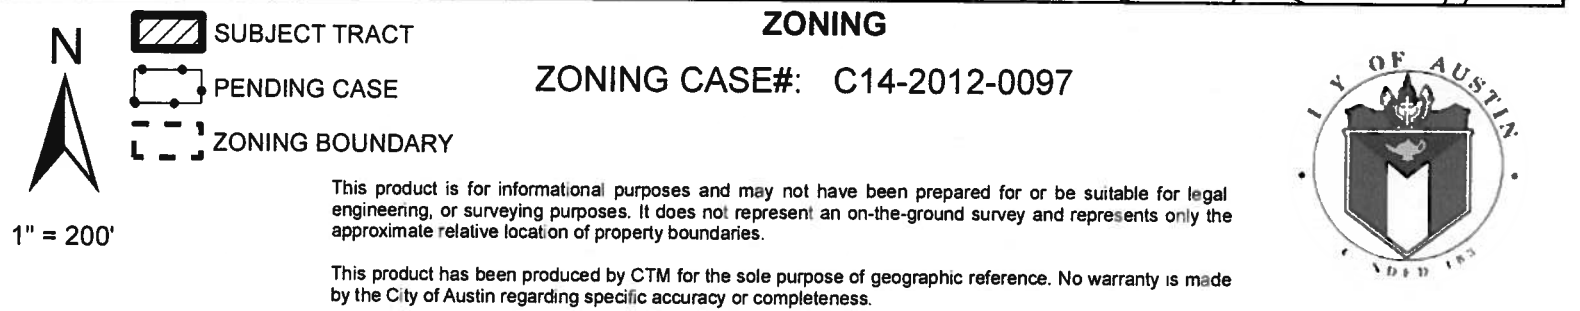 ZONING
N
SUBJECT TRACT
PENDING CASE
ZONING BOUNDARY
ZONING CASE#: C14-2012-0097
1" = 200'
This product is for informational purposes and may not have been prepared for or be suitable for legal
engineering, or surveying purposes. It does not represent an on-the-ground survey and represents only the
approximate relative location of property boundaries.
This product has been produced by CTM for the sole purpose of geographic reference. No warranty is made
by the City of Austin regarding specific accuracy or completeness.
OF AUSTIN